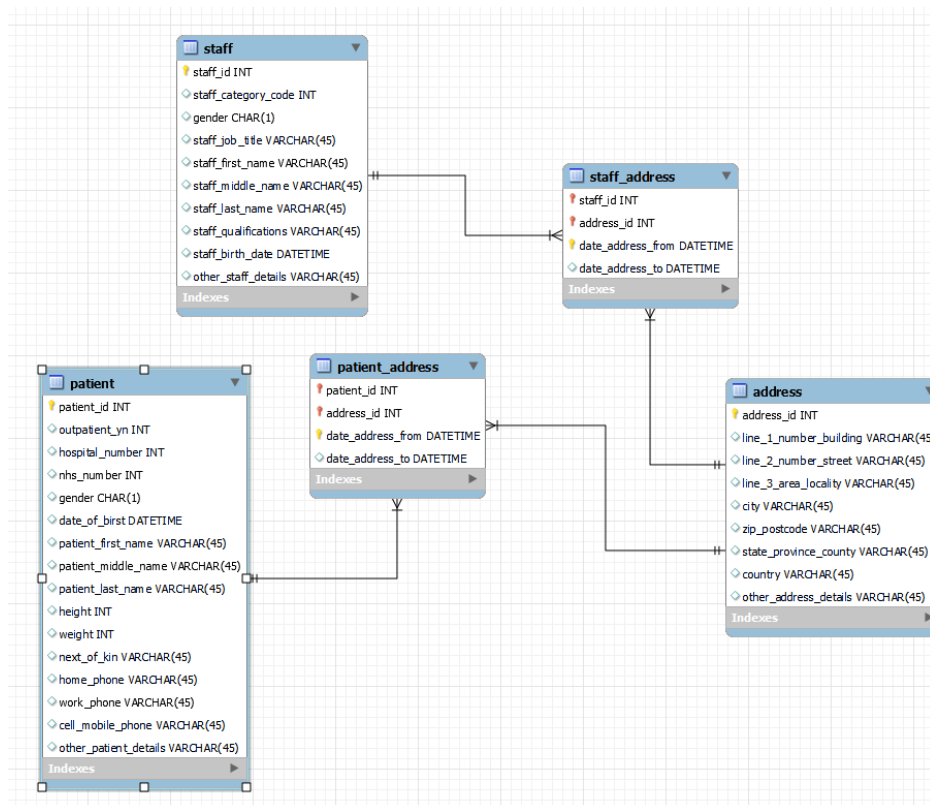 staff
staff_id INT
staff_category_code INT
gender CHAR(1)
staff_job_title VARCHAR(45)
staff_first_name VARCHAR(45)
staff_middle_name VARCHAR(45)
staff_last_name VARCHAR(45)
staff_qualifications VARCHAR(45)
staff_birth_date DATETIME
other_staff_details VARCHAR(45)
Indexes
staff_address
staff_id INT
address_id INT
date_address_from DATETIME
date_address_to DATETIME
Indexes
patient
patient_id INT
outpatient_yn INT
hospital_number INT
nhs_number INT
gender CHAR(1)
date_of_birst DATETIME
patient_first_name VARCHAR(45)
patient_middle_name VARCHAR(45)
patient_last_name VARCHAR(45)
height INT
weight INT
next_of_kin VARCHAR(45)
home_phone VARCHAR(45)
work_phone VARCHAR(45)
cell_mobile_phone VARCHAR(45)
other_patient_details VARCHAR(45)
Indexes
patient_address
patient_id INT
address_id INT
date_address_from DATETIME
date_address_to DATETIME
Indexes
address
address_id INT
line_1_number_building VARCHAR(45
line_2_number_street VARCHAR(45)
line_3_area_locality VARCHAR(45)
city VARCHAR(45)
zip_postcode VARCHAR(45)
state_province_county VARCHAR(45)
country VARCHAR(45)
other_address_details VARCHAR(45)
Indexes